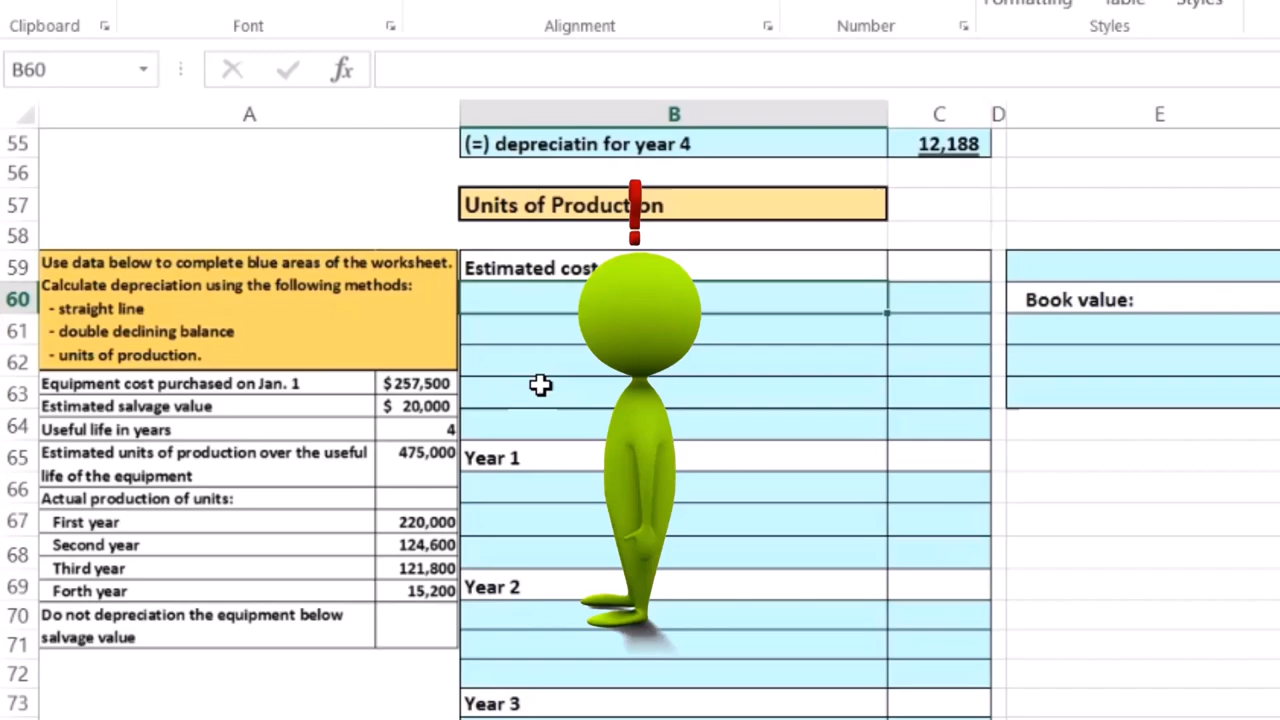 Formatting Table Styles
Clipboard Font Alignment Number Styles
B60 fx
A B C D E
55 (=) depreciatin for year 4 12,188
56
57 Units of Production
58
59 Use data below to complete blue areas of the worksheet. Estimated cost
Calculate depreciation using the following methods:
60 Book value:
- straight line
61 - double declining balance
62 - units of production.
63 Equipment cost purchased on Jan. 1 $257,500
Estimated salvage value $ 20,000
64 Useful life in years 4
65 Estimated units of production over the useful 475,000 Year 1
life of the equipment
66 Actual production of units:
67 First year 220,000
68 Second year 124,600
Third year 121,800
69 Forth year 15,200 Year 2
70 Do not depreciation the equipment below
71 salvage value
72
73 Year 3